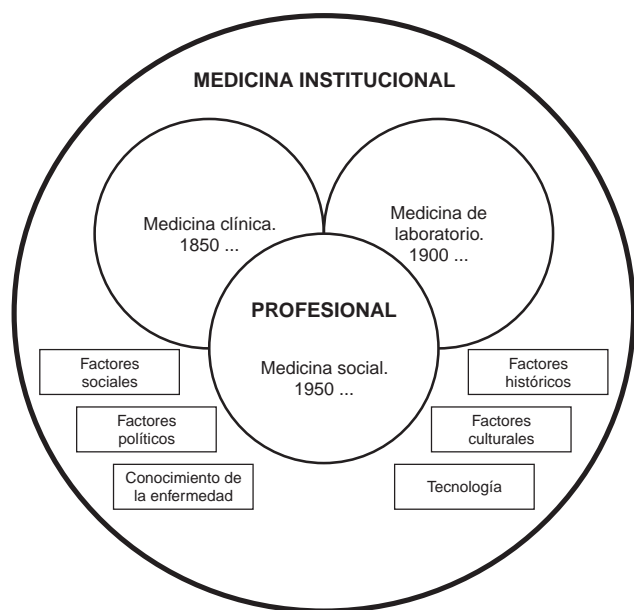 MEDICINA INSTITUCIONAL
Medicina clínica.
1850 ...
Medicina de
laboratorio.
1900 ...
PROFESIONAL
Medicina social.
1950 ...
Factores
sociales
Factores
históricos
Factores
políticos
Factores
culturales
Conocimiento de
la enfermedad
Tecnología